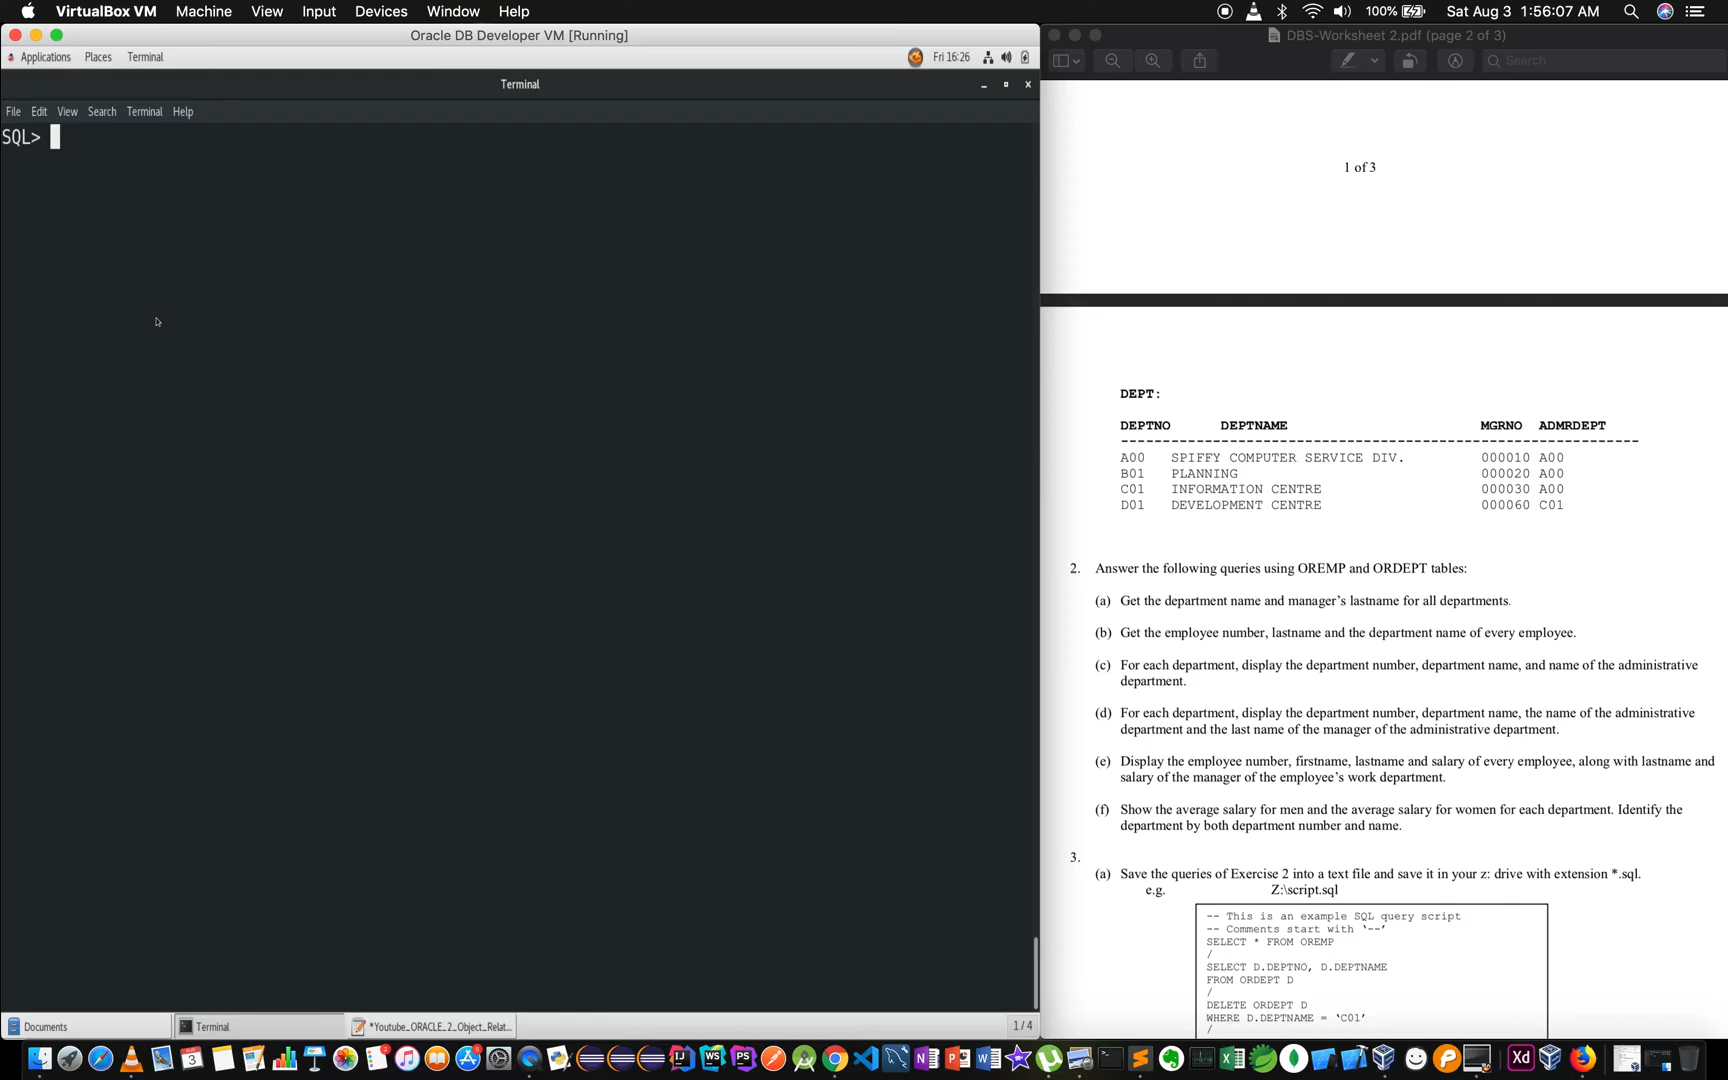 VirtualBox VM Machine View Input Devices Window Help
100% Sat Aug 3 1:56:07 AM
Oracle DB Developer VM [Running]
Applications Places Terminal
Fri 16:26
Terminal
File Edit View Search Terminal Help
SQL>
Documents
Terminal
*Youtube_ORACLE_2_Object_Relat...
1 / 4
DBS-Worksheet 2.pdf (page 2 of 3)
Search
1 of 3
DEPT:
DEPTNO DEPTNAME MGRNO ADMRDEPT
--------------------------------------------------------------
A00 SPIFFY COMPUTER SERVICE DIV. 000010 A00
B01 PLANNING 000020 A00
C01 INFORMATION CENTRE 000030 A00
D01 DEVELOPMENT CENTRE 000060 C01
2. Answer the following queries using OREMP and ORDEPT tables:
(a) Get the department name and manager’s lastname for all departments.
(b) Get the employee number, lastname and the department name of every employee.
(c) For each department, display the department number, department name, and name of the administrative
department.
(d) For each department, display the department number, department name, the name of the administrative
department and the last name of the manager of the administrative department.
(e) Display the employee number, firstname, lastname and salary of every employee, along with lastname and
salary of the manager of the employee’s work department.
(f) Show the average salary for men and the average salary for women for each department. Identify the
department by both department number and name.
3.
(a) Save the queries of Exercise 2 into a text file and save it in your z: drive with extension *.sql.
e.g. Z:\script.sql
-- This is an example SQL query script
-- Comments start with ‘--’
SELECT * FROM OREMP
/
SELECT D.DEPTNO, D.DEPTNAME
FROM ORDEPT D
/
DELETE ORDEPT D
WHERE D.DEPTNAME = ‘C01’
/